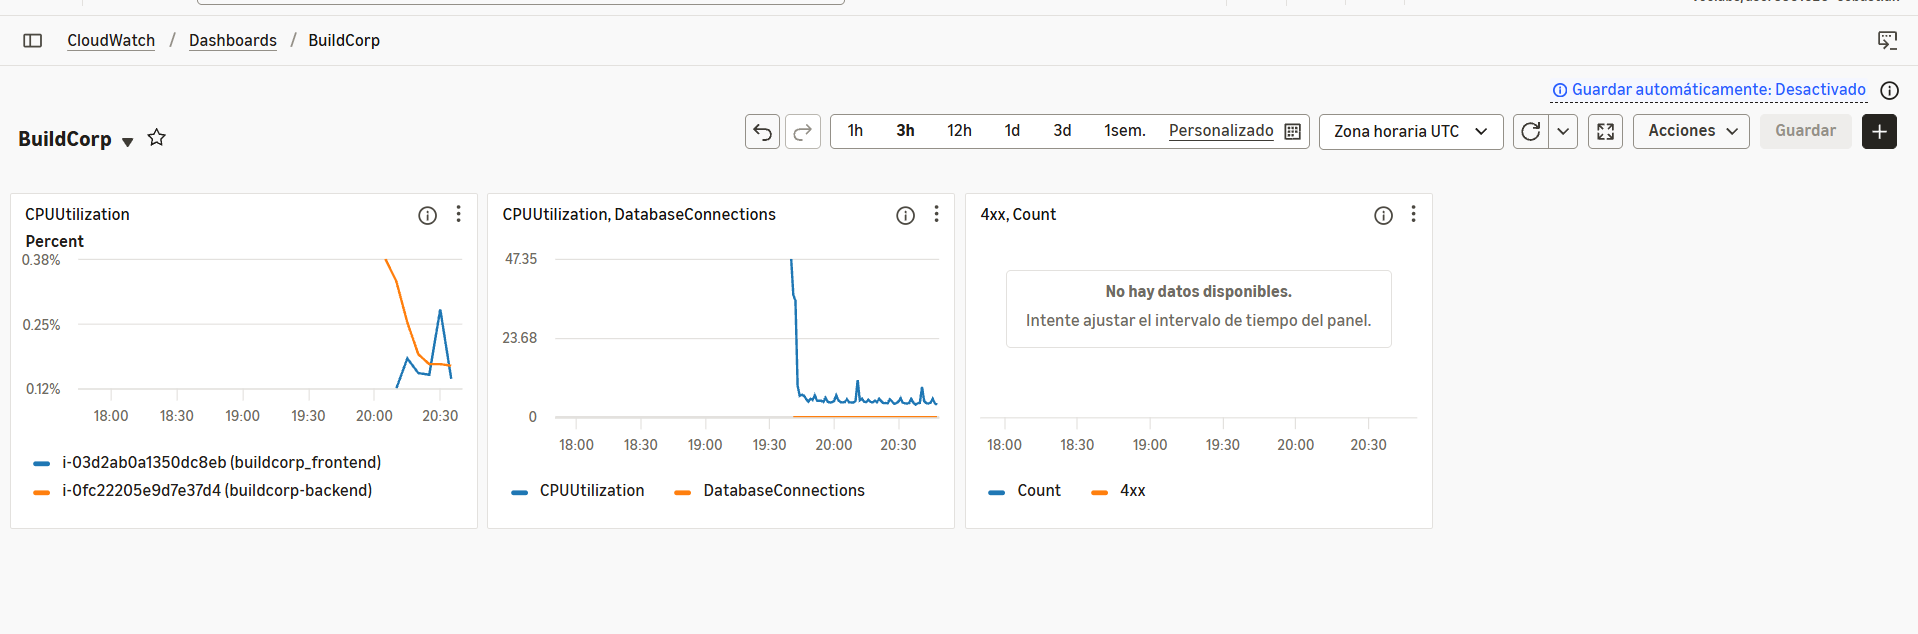 CloudWatch / Dashboards / BuildCorp
Guardar automáticamente: Desactivado
BuildCorp
1h 3h 12h 1d 3d 1sem. Personalizado
Zona horaria UTC
Acciones
Guardar
CPUUtilization
Percent
0.38%
0.25%
0.12%
18:00 18:30 19:00 19:30 20:00 20:30
i-03d2ab0a1350dc8eb (buildcorp_frontend)
i-0fc22205e9d7e37d4 (buildcorp-backend)
CPUUtilization, DatabaseConnections
47.35
23.68
0
18:00 18:30 19:00 19:30 20:00 20:30
CPUUtilization DatabaseConnections
4xx, Count
No hay datos disponibles.
Intente ajustar el intervalo de tiempo del panel.
18:00 18:30 19:00 19:30 20:00 20:30
Count 4xx